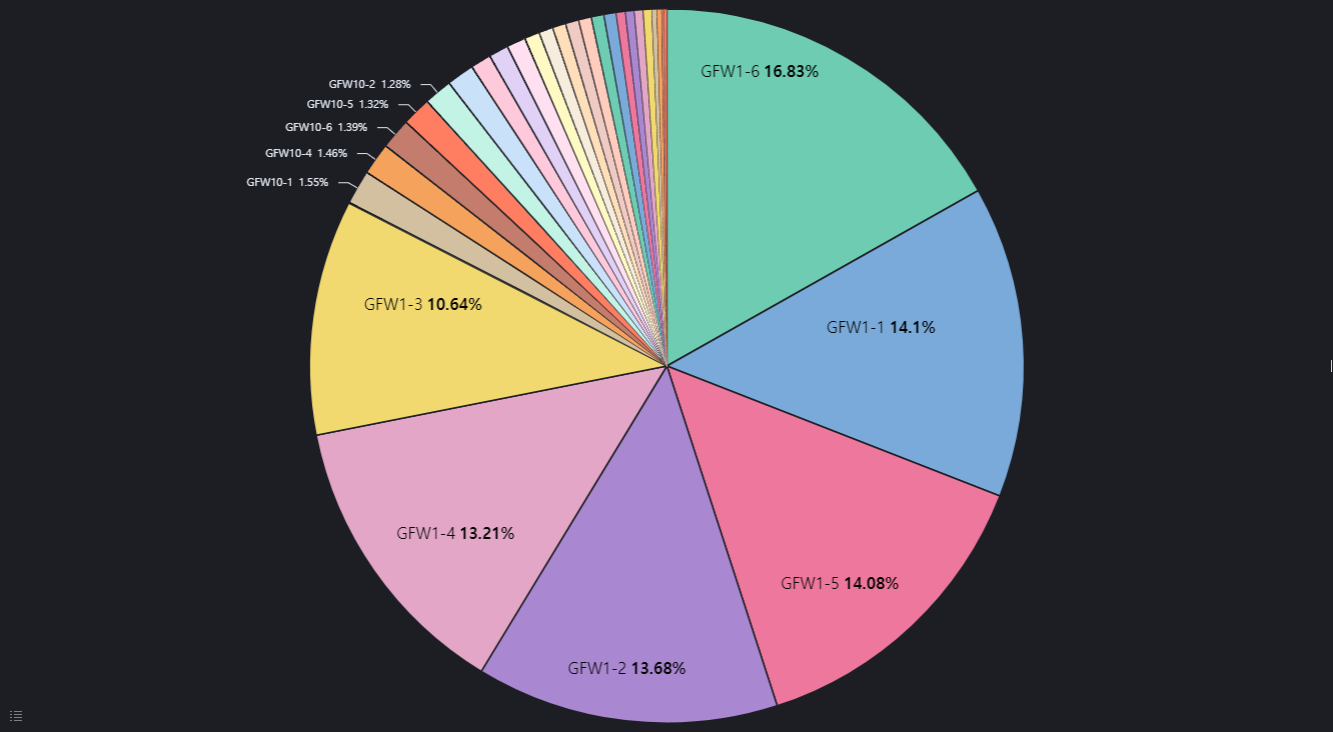 GFW1-6 16.83%
GFW10-2 1.28%
GFW10-5 1.32%
GFW10-6 1.39%
GFW10-4 1.46%
GFW10-1 1.55%
GFW1-3 10.64%
GFW1-1 14.1%
GFW1-4 13.21%
GFW1-5 14.08%
GFW1-2 13.68%